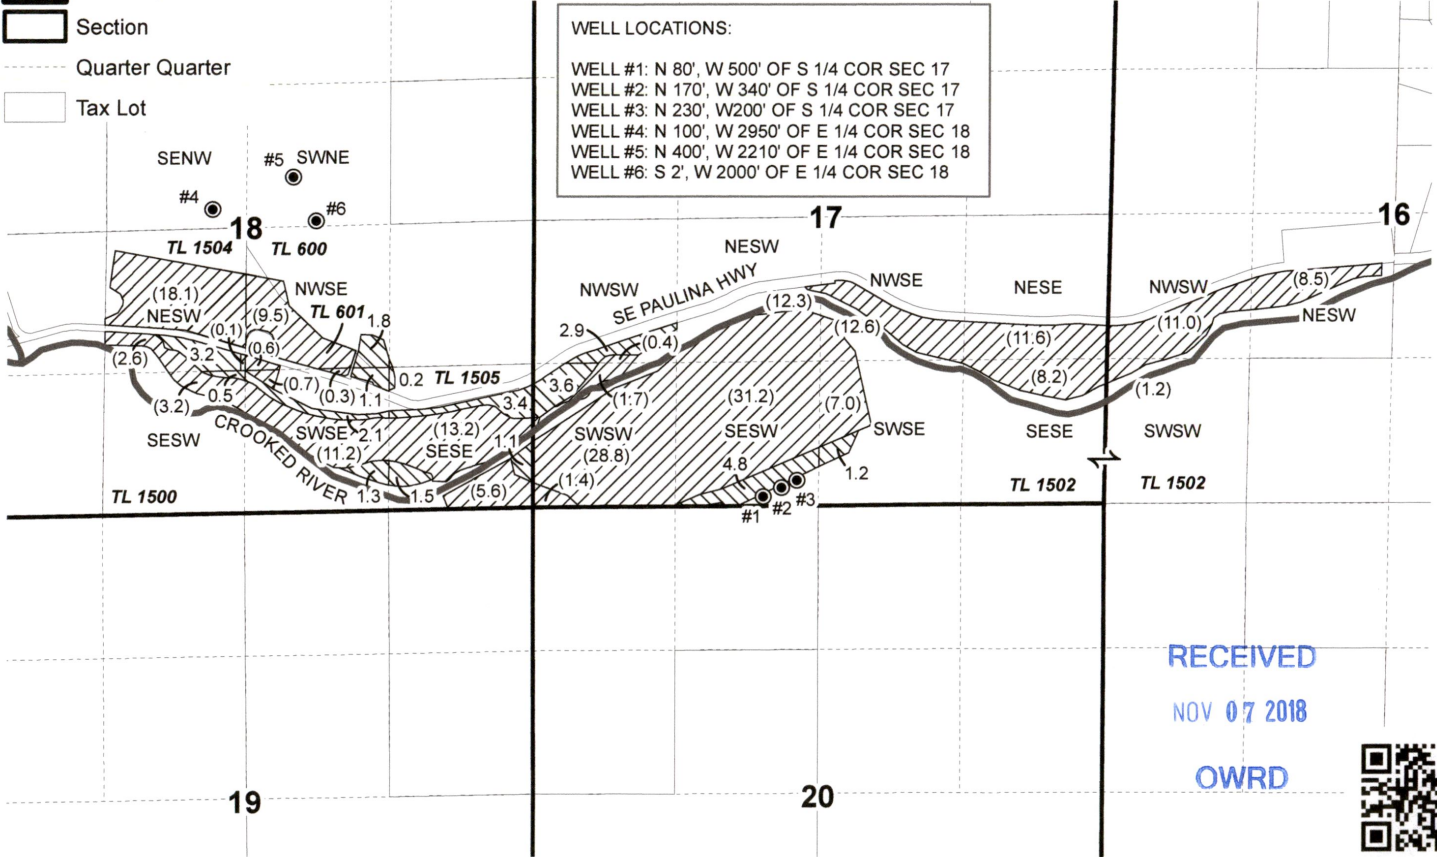 Section
Quarter Quarter
Tax Lot
WELL LOCATIONS:
WELL #1: N 80', W 500' OF S 1/4 COR SEC 17
WELL #2: N 170', W 340' OF S 1/4 COR SEC 17
WELL #3: N 230', W200' OF S 1/4 COR SEC 17
WELL #4: N 100', W 2950' OF E 1/4 COR SEC 18
WELL #5: N 400', W 2210' OF E 1/4 COR SEC 18
WELL #6: S 2', W 2000' OF E 1/4 COR SEC 18
SENW
#5
SWNE
#4
#6
18
17
16
TL 1504
TL 600
NESW
NWSE
NWSW
SE PAULINA HWY
NWSE
NESE
NWSW
(8.5)
(18.1)
NESW
(9.5)
TL 601
1.8
(12.3)
(12.6)
(11.6)
(11.0)
NESW
(0.1)
(0.6)
2.9
(0.4)
(2.6)
3.2
(0.7)
(0.3)
1.1
0.2
TL 1505
3.6
(1.7)
(8.2)
(1.2)
(3.2)
0.5
3.4
(31.2)
(7.0)
SESW
CROOKED RIVER
SWSE
2.1
(13.2)
SESE
(11.2)
1.1
SWSW
(28.8)
SESW
SWSE
SESE
SWSW
4.8
1.2
1.3
1.5
(5.6)
(1.4)
TL 1500
#1
#2
#3
TL 1502
TL 1502
RECEIVED
NOV 07 2018
OWRD
19
20